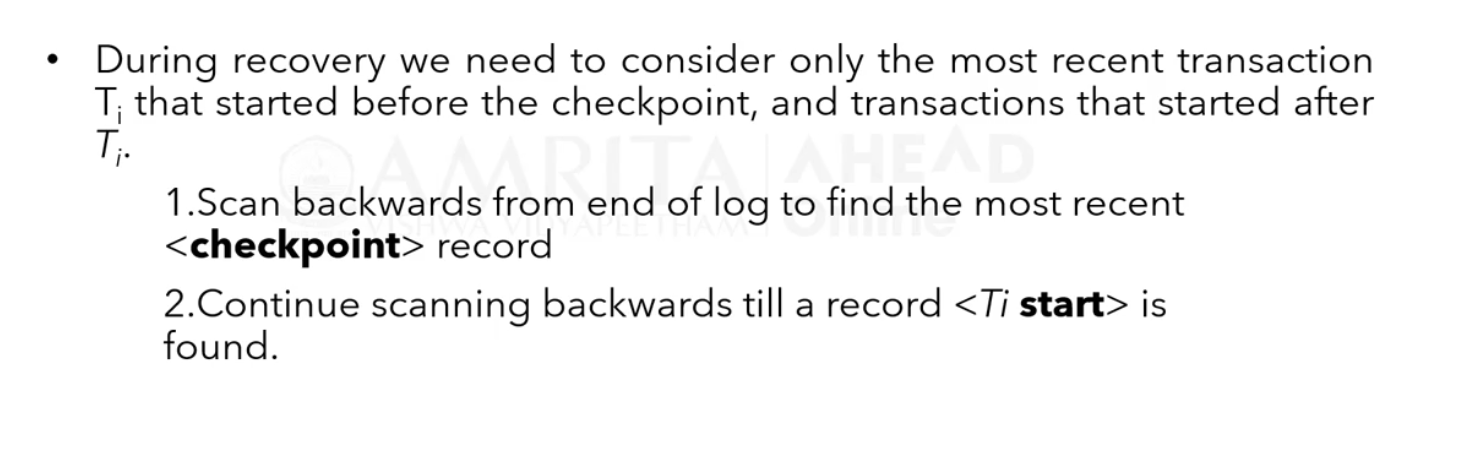 • During recovery we need to consider only the most recent transaction
Ti that started before the checkpoint, and transactions that started after
Ti.
AMRITA AHEAD
VISHWA VIDYAPEETHAM Online
1.Scan backwards from end of log to find the most recent
<checkpoint> record
2.Continue scanning backwards till a record <Ti start> is
found.